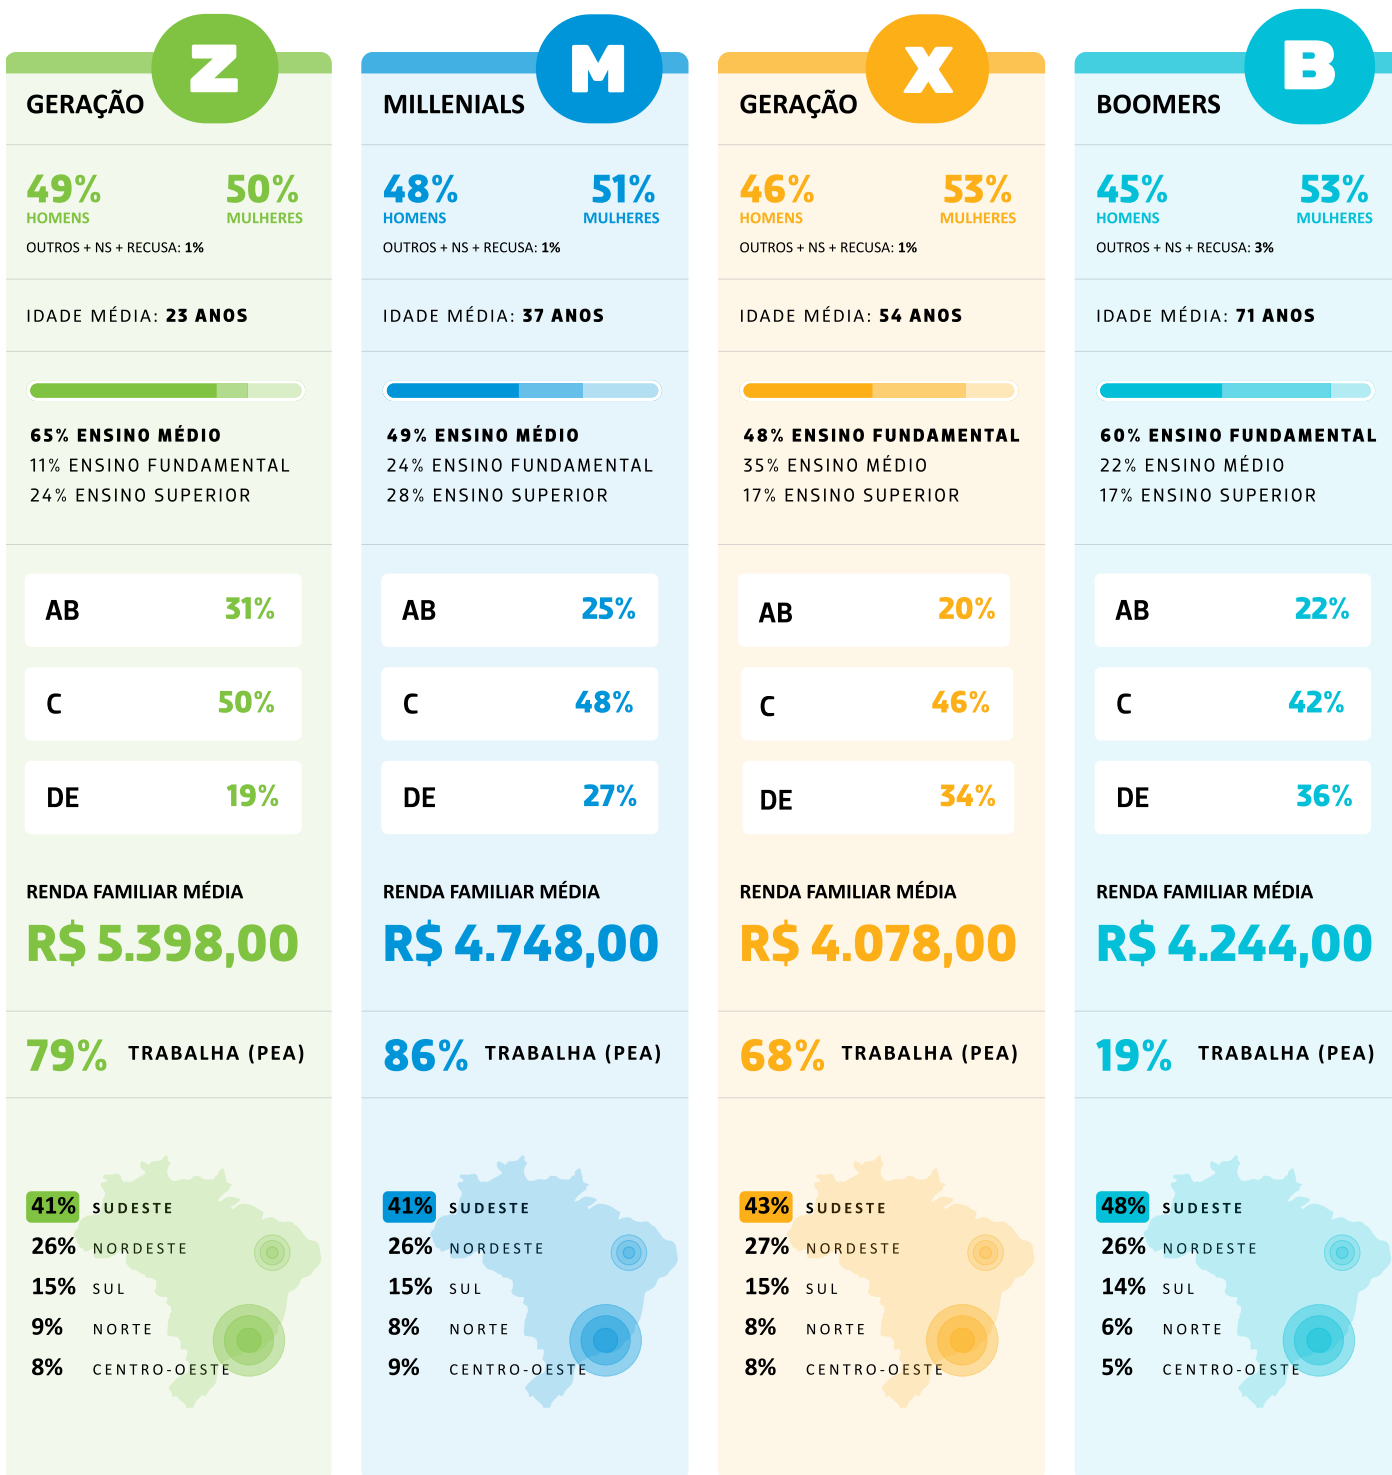 Z
GERAÇÃO
49% 50%
HOMENS MULHERES
OUTROS + NS + RECUSA: 1%
IDADE MÉDIA: 23 ANOS
65% ENSINO MÉDIO
11% ENSINO FUNDAMENTAL
24% ENSINO SUPERIOR
AB 31%
C 50%
DE 19%
RENDA FAMILIAR MÉDIA
R$ 5.398,00
79% TRABALHA (PEA)
41% SUDESTE
26% NORDESTE
15% SUL
9% NORTE
8% CENTRO-OESTE
M
MILLENIALS
48% 51%
HOMENS MULHERES
OUTROS + NS + RECUSA: 1%
IDADE MÉDIA: 37 ANOS
49% ENSINO MÉDIO
24% ENSINO FUNDAMENTAL
28% ENSINO SUPERIOR
AB 25%
C 48%
DE 27%
RENDA FAMILIAR MÉDIA
R$ 4.748,00
86% TRABALHA (PEA)
41% SUDESTE
26% NORDESTE
15% SUL
8% NORTE
9% CENTRO-OESTE
X
GERAÇÃO
46% 53%
HOMENS MULHERES
OUTROS + NS + RECUSA: 1%
IDADE MÉDIA: 54 ANOS
48% ENSINO FUNDAMENTAL
35% ENSINO MÉDIO
17% ENSINO SUPERIOR
AB 20%
C 46%
DE 34%
RENDA FAMILIAR MÉDIA
R$ 4.078,00
68% TRABALHA (PEA)
43% SUDESTE
27% NORDESTE
15% SUL
8% NORTE
8% CENTRO-OESTE
B
BOOMERS
45% 53%
HOMENS MULHERES
OUTROS + NS + RECUSA: 3%
IDADE MÉDIA: 71 ANOS
60% ENSINO FUNDAMENTAL
22% ENSINO MÉDIO
17% ENSINO SUPERIOR
AB 22%
C 42%
DE 36%
RENDA FAMILIAR MÉDIA
R$ 4.244,00
19% TRABALHA (PEA)
48% SUDESTE
26% NORDESTE
14% SUL
6% NORTE
5% CENTRO-OESTE